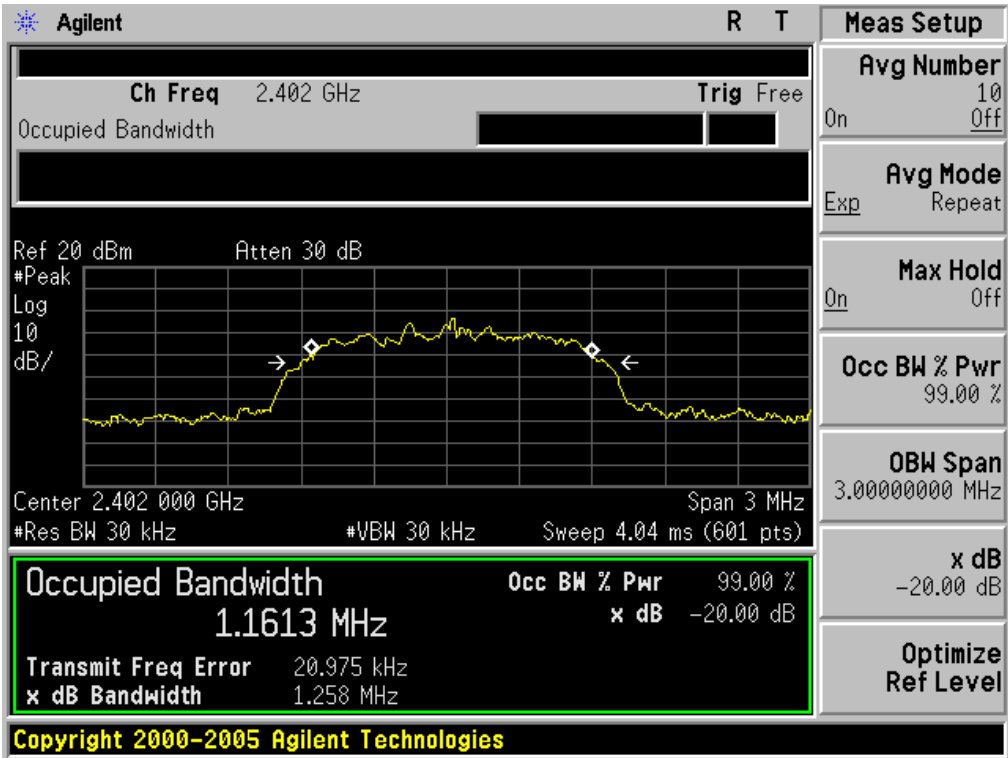 Agilent R T
Ch Freq 2.402 GHz Trig Free
Occupied Bandwidth
Ref 20 dBm Atten 30 dB
#Peak
Log
10
dB/
Center 2.402 000 GHz Span 3 MHz
#Res BW 30 kHz #VBW 30 kHz Sweep 4.04 ms (601 pts)
Occupied Bandwidth Occ BW % Pwr 99.00 %
1.1613 MHz x dB -20.00 dB
Transmit Freq Error 20.975 kHz
x dB Bandwidth 1.258 MHz
Copyright 2000-2005 Agilent Technologies
Meas Setup
Avg Number
10
On Off
Avg Mode
Exp Repeat
Max Hold
On Off
Occ BW % Pwr
99.00 %
OBW Span
3.00000000 MHz
x dB
-20.00 dB
Optimize
Ref Level